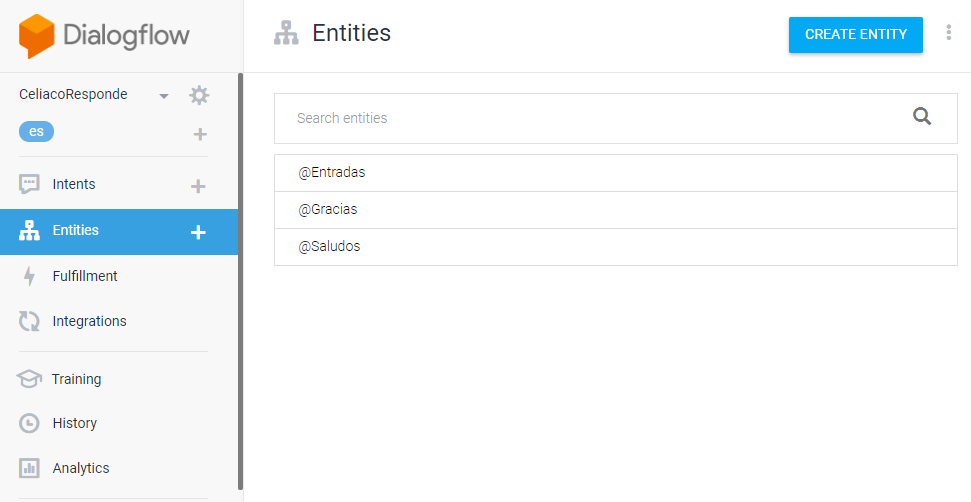 Dialogflow
CeliacoResponde
es
Intents
Entities
Fulfillment
Integrations
Training
History
Analytics
Entities
CREATE ENTITY
Search entities
@Entradas
@Gracias
@Saludos